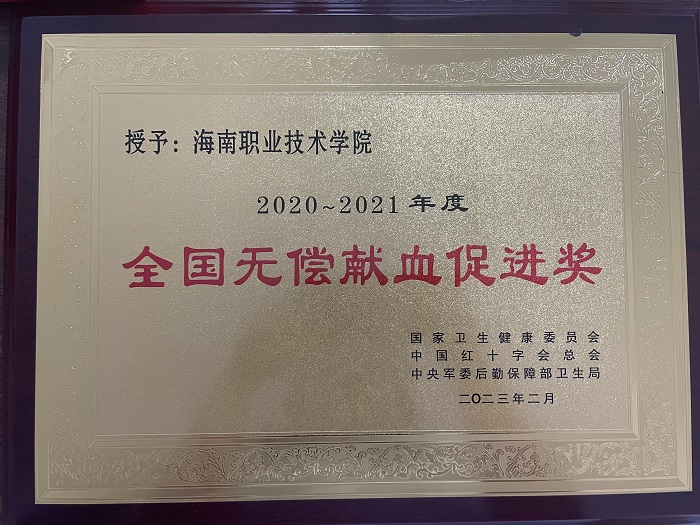 授予：海南职业技术学院
2020~2021年度
全国无偿献血促进奖
国家卫生健康委员会
中国红十字会总会
中央军委后勤保障部卫生局
二〇二三年二月